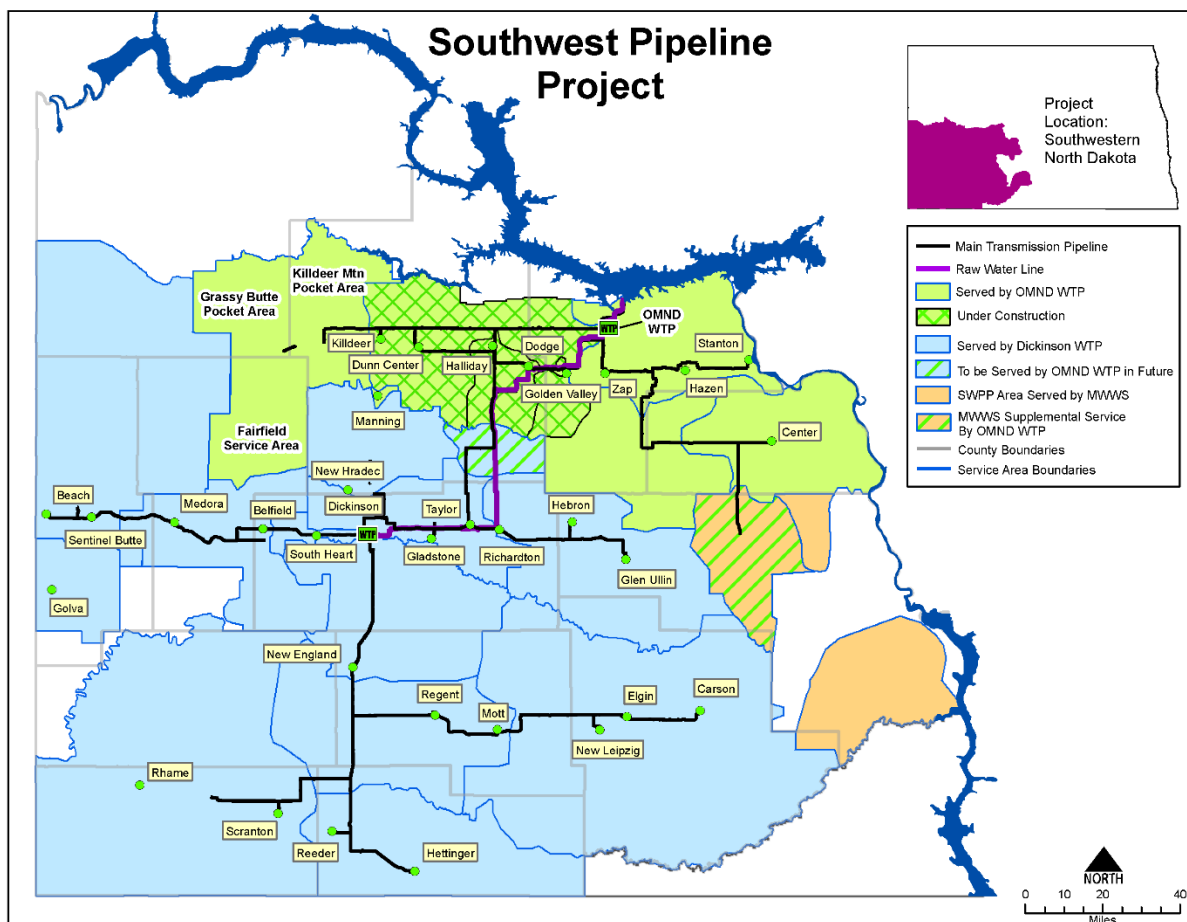 Southwest Pipeline
Project
Project
Location:
Southwestern
North Dakota
Main Transmission Pipeline
Raw Water Line
Served by OMND WTP
Under Construction
Served by Dickinson WTP
To be Served by OMND WTP in Future
SWPP Area Served by MWWS
MWWS Supplemental Service
By OMND WTP
County Boundaries
Service Area Boundaries
Killdeer Mtn
Pocket Area
Grassy Butte
Pocket Area
OMND
WTP
WTP
Killdeer
Dunn Center
Halliday
Dodge
Golden Valley
Zap
Hazen
Stanton
Manning
Center
Fairfield
Service Area
New Hradec
Beach
Medora
Belfield
Dickinson
WTP
Taylor
Hebron
Sentinel Butte
South Heart
Gladstone
Richardton
Glen Ullin
Golva
New England
Regent
Mott
Elgin
Carson
New Leipzig
Rhame
Scranton
Reeder
Hettinger
NORTH
0 10 20 40
Miles